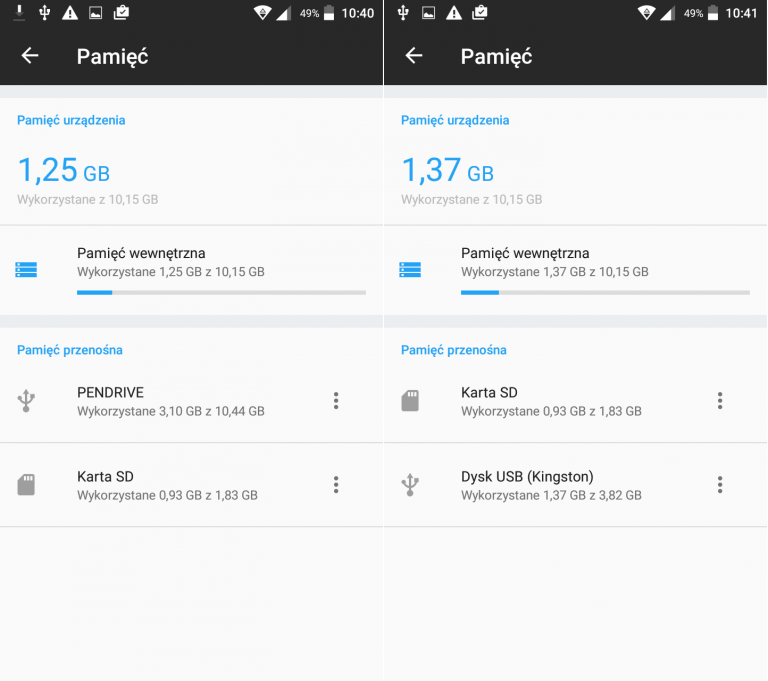 49% 10:40
Pamięć
Pamięć urządzenia
1,25 GB
Wykorzystane z 10,15 GB
Pamięć wewnętrzna
Wykorzystane 1,25 GB z 10,15 GB
Pamięć przenośna
PENDRIVE
Wykorzystane 3,10 GB z 10,44 GB
Karta SD
Wykorzystane 0,93 GB z 1,83 GB
49% 10:41
Pamięć
Pamięć urządzenia
1,37 GB
Wykorzystane z 10,15 GB
Pamięć wewnętrzna
Wykorzystane 1,37 GB z 10,15 GB
Pamięć przenośna
Karta SD
Wykorzystane 0,93 GB z 1,83 GB
Dysk USB (Kingston)
Wykorzystane 1,37 GB z 3,82 GB